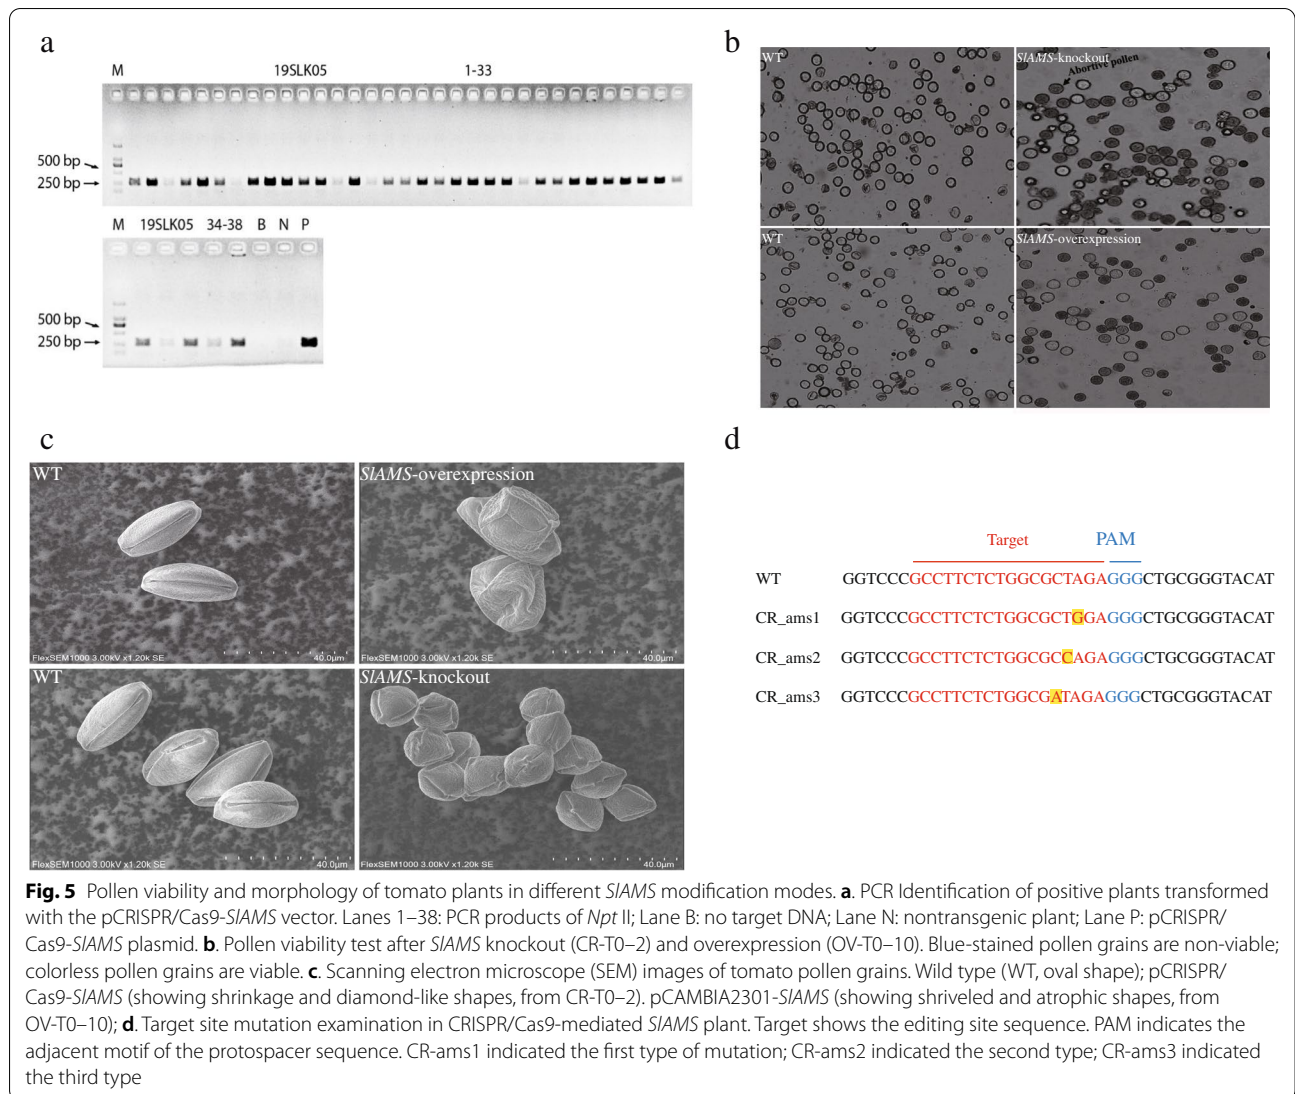 a
M 19SLK05 1-33
500 bp
250 bp
M 19SLK05 34-38 B N P
500 bp
250 bp
b
WT
SlAMS-knockout
Abortive pollen
WT
SlAMS-overexpression
c
WT
SlAMS-overexpression
FlexSEM1000 3.00kV x1.20k SE 40.0µm
FlexSEM1000 3.00kV x1.20k SE 40.0µm
WT
SlAMS-knockout
FlexSEM1000 3.00kV x1.20k SE 40.0µm
FlexSEM1000 3.00kV x1.20k SE 40.0µm
d
Target PAM
WT GGTCCCGCCTTCTCTGGCGCTAGAGGGCTGCGGGTACAT
CR_ams1 GGTCCCGCCTTCTCTGGCGCTGGAGGGCTGCGGGTACAT
CR_ams2 GGTCCCGCCTTCTCTGGCGCCAGAGGGCTGCGGGTACAT
CR_ams3 GGTCCCGCCTTCTCTGGCGATAGAGGGCTGCGGGTACAT
Fig. 5 Pollen viability and morphology of tomato plants in different SlAMS modification modes. a. PCR Identification of positive plants transformed
with the pCRISPR/Cas9-SlAMS vector. Lanes 1–38: PCR products of Npt II; Lane B: no target DNA; Lane N: nontransgenic plant; Lane P: pCRISPR/
Cas9-SlAMS plasmid. b. Pollen viability test after SlAMS knockout (CR-T0–2) and overexpression (OV-T0–10). Blue-stained pollen grains are non-viable;
colorless pollen grains are viable. c. Scanning electron microscope (SEM) images of tomato pollen grains. Wild type (WT, oval shape); pCRISPR/
Cas9-SlAMS (showing shrinkage and diamond-like shapes, from CR-T0–2). pCAMBIA2301-SlAMS (showing shriveled and atrophic shapes, from
OV-T0–10); d. Target site mutation examination in CRISPR/Cas9-mediated SlAMS plant. Target shows the editing site sequence. PAM indicates the
adjacent motif of the protospacer sequence. CR-ams1 indicated the first type of mutation; CR-ams2 indicated the second type; CR-ams3 indicated
the third type